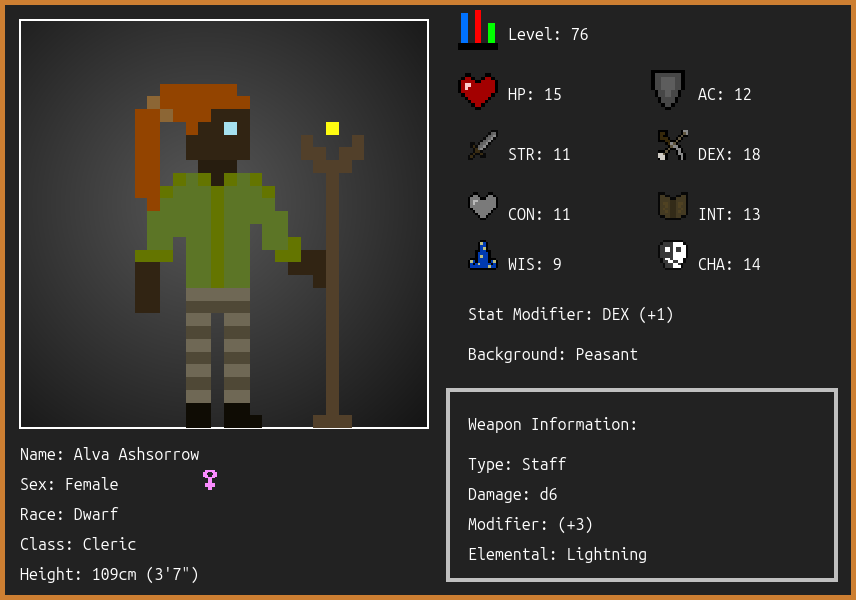 Level: 76
HP: 15
AC: 12
STR: 11
DEX: 18
CON: 11
INT: 13
WIS: 9
CHA: 14
Stat Modifier: DEX (+1)
Background: Peasant
Weapon Information:
Type: Staff
Damage: d6
Modifier: (+3)
Elemental: Lightning
Name: Alva Ashsorrow
Sex: Female
Race: Dwarf
Class: Cleric
Height: 109cm (3'7")